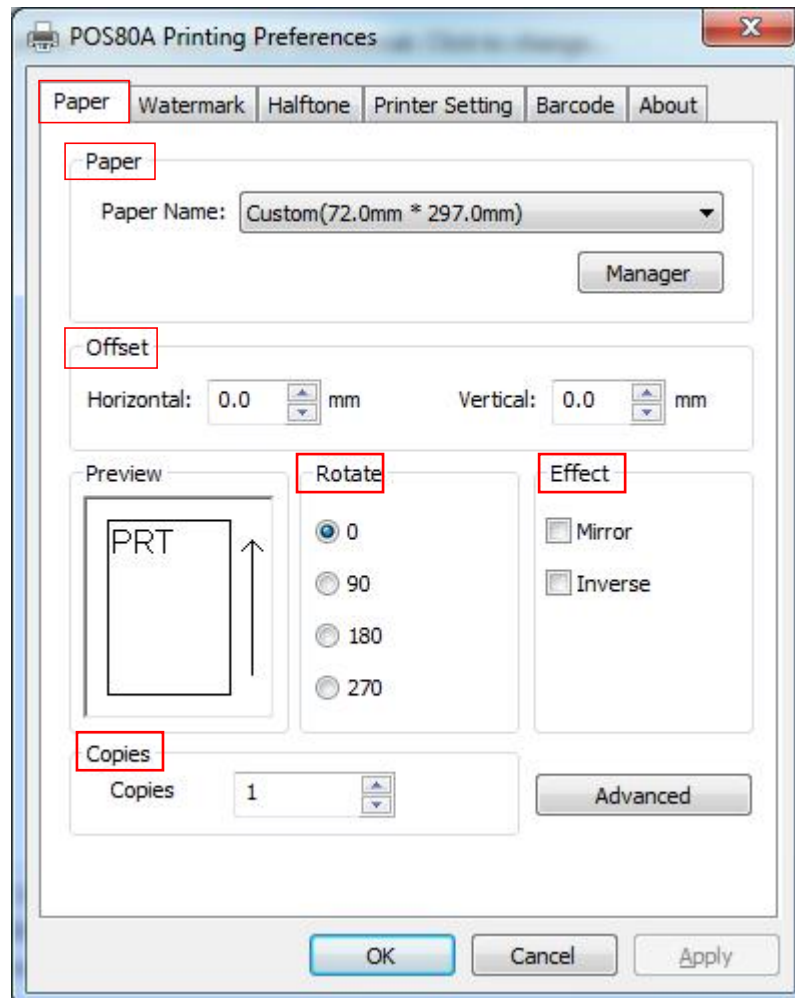 POS80A Printing Preferences
Paper Watermark Halftone Printer Setting Barcode About
Paper
Paper Name: Custom(72.0mm * 297.0mm)
Manager
Offset
Horizontal: 0.0 mm Vertical: 0.0 mm
Preview Rotate Effect
PRT 0 Mirror
90 Inverse
180
270
Copies
Copies 1 Advanced
OK Cancel Apply